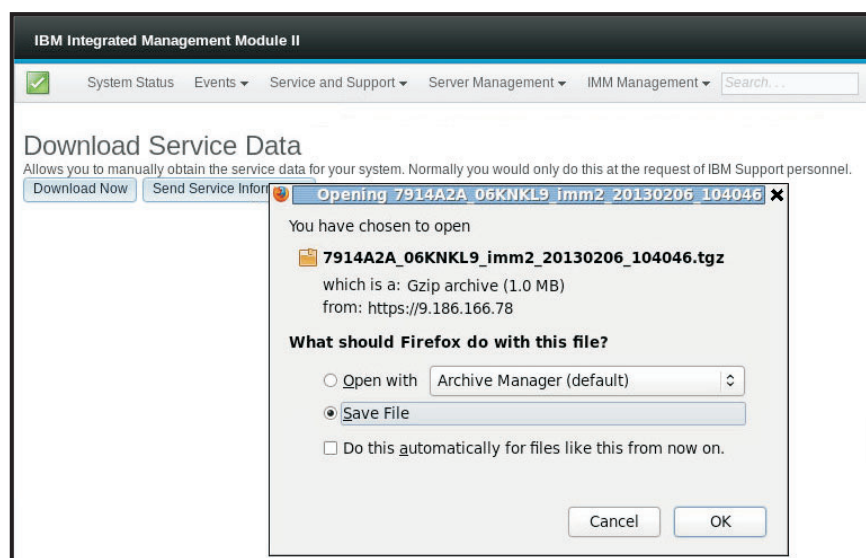 IBM Integrated Management Module II
System Status Events Service and Support Server Management IMM Management Search...
Download Service Data
Allows you to manually obtain the service data for your system. Normally you would only do this at the request of IBM Support personnel.
Download Now Send Service
Opening 7914A2A_06KNKL9_imm2_20130206_104046
You have chosen to open
7914A2A_06KNKL9_imm2_20130206_104046.tgz
which is a: Gzip archive (1.0 MB)
from: https://9.186.166.78
What should Firefox do with this file?
Open with Archive Manager (default)
Save File
Do this automatically for files like this from now on.
Cancel OK